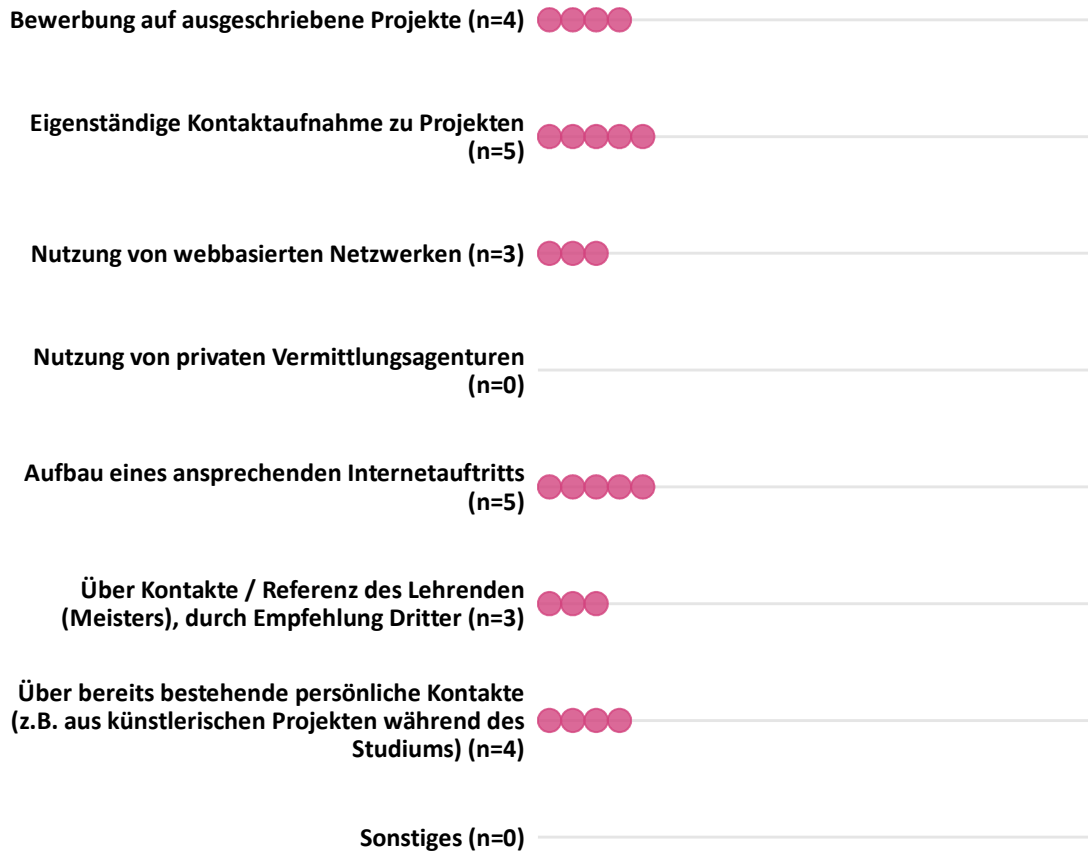 Bewerbung auf ausgeschriebene Projekte (n=4)
Eigenständige Kontaktaufnahme zu Projekten
(n=5)
Nutzung von webbasierten Netzwerken (n=3)
Nutzung von privaten Vermittlungsagenturen
(n=0)
Aufbau eines ansprechenden Internetauftritts
(n=5)
Über Kontakte / Referenz des Lehrenden
(Meisters), durch Empfehlung Dritter (n=3)
Über bereits bestehende persönliche Kontakte
(z.B. aus künstlerischen Projekten während des
Studiums) (n=4)
Sonstiges (n=0)